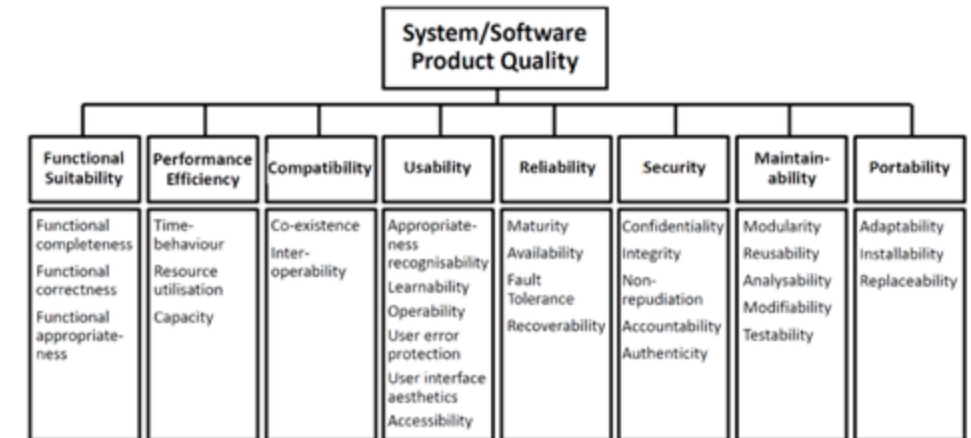 System/Software
Product Quality
Functional
Suitability
Performance
Efficiency
Compatibility
Usability
Reliability
Security
Maintain-
ability
Portability
Functional
completeness
Functional
correctness
Functional
appropriate-
ness
Time-
behaviour
Resource
utilisation
Capacity
Co-existence
Inter-
operability
Appropriate-
ness
recognisability
Learnability
Operability
User error
protection
User interface
aesthetics
Accessibility
Maturity
Availability
Fault
Tolerance
Recoverability
Confidentiality
Integrity
Non-
repudiation
Accountability
Authenticity
Modularity
Reusability
Analysability
Modifiability
Testability
Adaptability
Installability
Replaceability